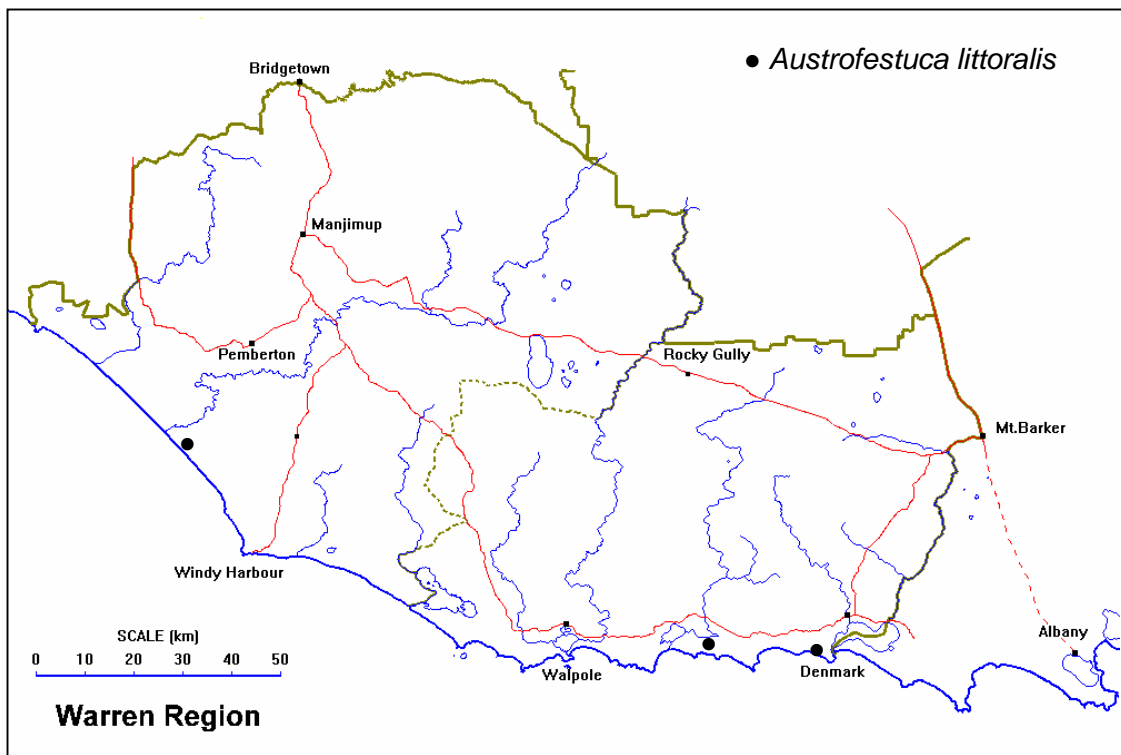 ● Austrofestuca littoralis
Bridgetown
Manjimup
Pemberton
Rocky Gully
Mt.Barker
Windy Harbour
SCALE (km)
0 10 20 30 40 50
Walpole
Denmark
Albany
Warren Region